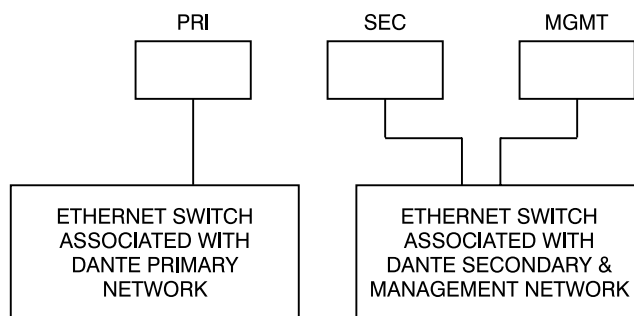 PRI
SEC
MGMT
ETHERNET SWITCH
ASSOCIATED WITH
DANTE PRIMARY
NETWORK
ETHERNET SWITCH
ASSOCIATED WITH
DANTE SECONDARY &
MANAGEMENT NETWORK